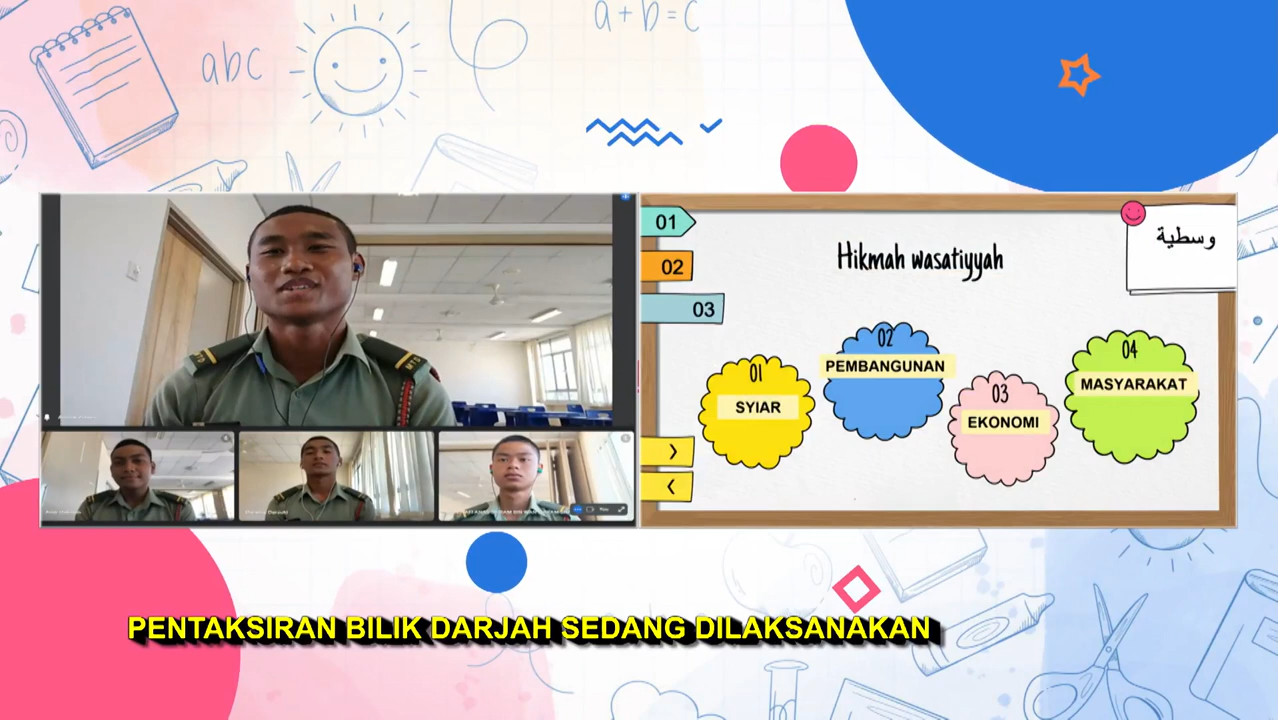 abc
a+b=c
01
02
03
Hikmah wasatiyyah
وسطية
01
SYIAR
02
PEMBANGUNAN
03
EKONOMI
04
MASYARAKAT
PENTAKSIRAN BILIK DARJAH SEDANG DILAKSANAKAN